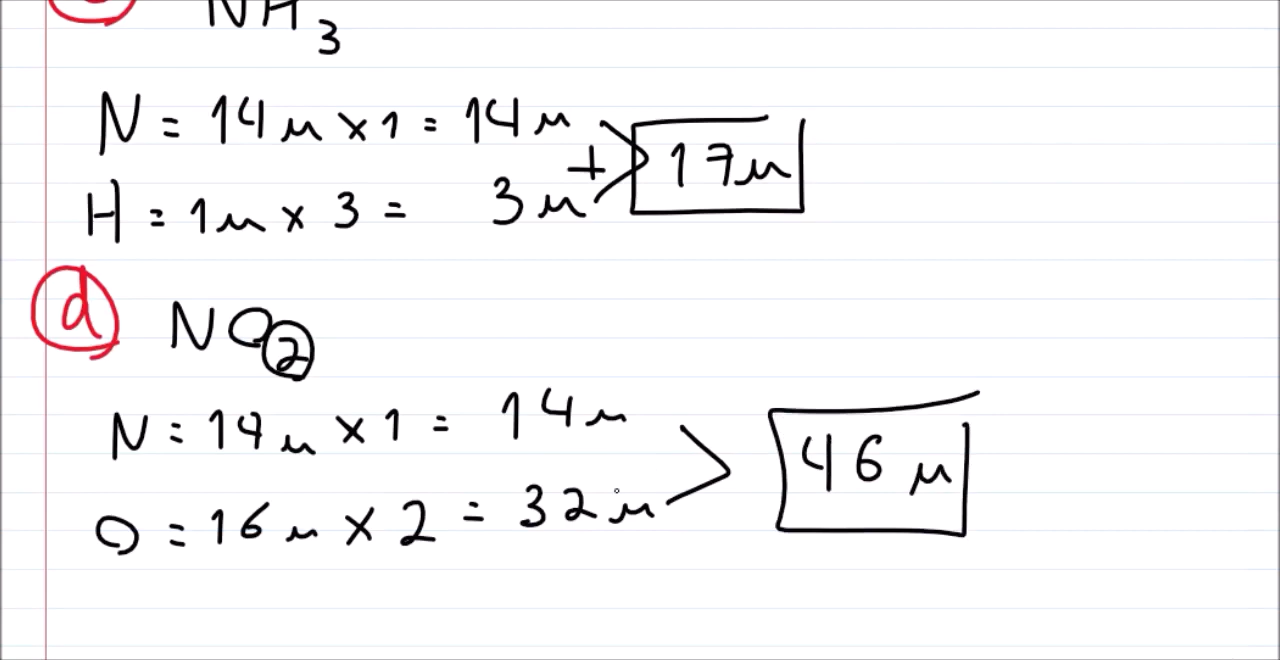 NH3
N = 14u x 1 = 14u
+ 17u
H = 1u x 3 = 3u
d NO2
N = 14u x 1 = 14u
46u
O = 16u x 2 = 32u